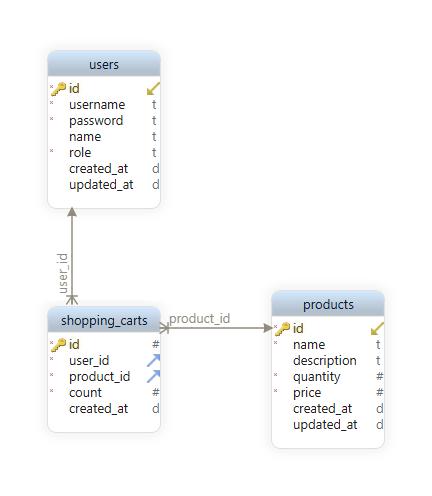 users
* id
* username t
* password t
name t
* role t
created_at d
updated_at d
user_id
shopping_carts
* id #
* user_id
* product_id
* count #
created_at d
product_id
products
* id
* name t
description t
* quantity #
* price #
created_at d
updated_at d